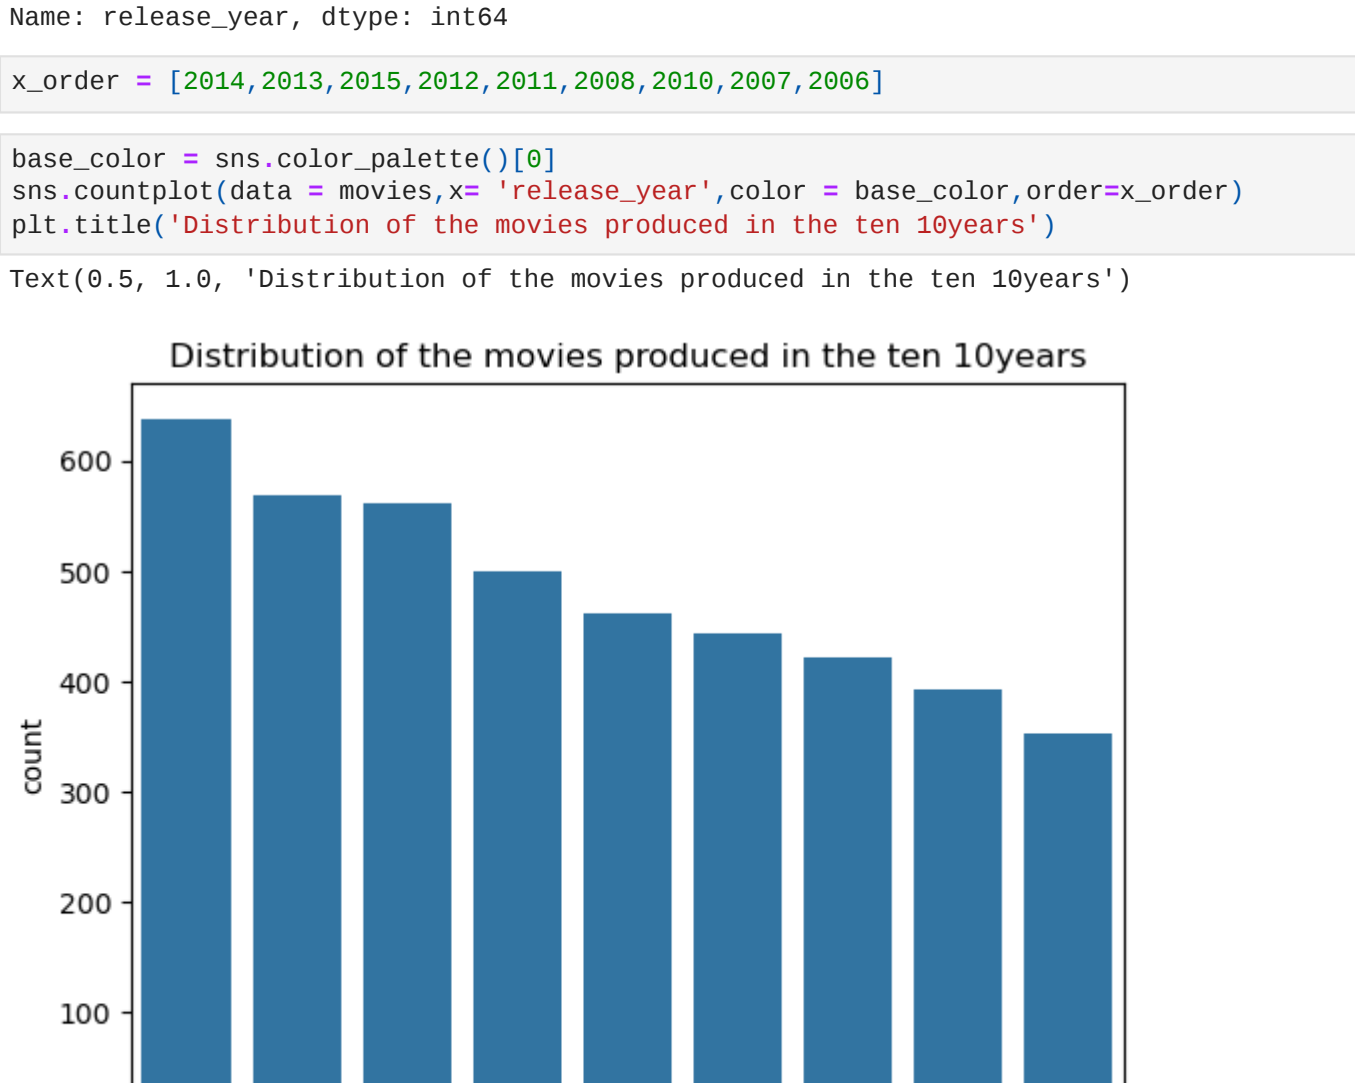 Name: release_year, dtype: int64
x_order = [2014,2013,2015,2012,2011,2008,2010,2007,2006]
base_color = sns.color_palette()[0]
sns.countplot(data = movies,x= 'release_year',color = base_color,order=x_order)
plt.title('Distribution of the movies produced in the ten 10years')
Text(0.5, 1.0, 'Distribution of the movies produced in the ten 10years')
Distribution of the movies produced in the ten 10years
600
500
400
count
300
200
100